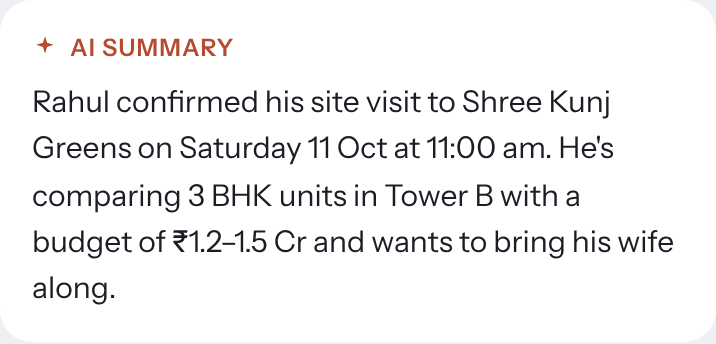 AI SUMMARY
Rahul confirmed his site visit to Shree Kunj
Greens on Saturday 11 Oct at 11:00 am. He's
comparing 3 BHK units in Tower B with a
budget of ₹1.2–1.5 Cr and wants to bring his wife
along.